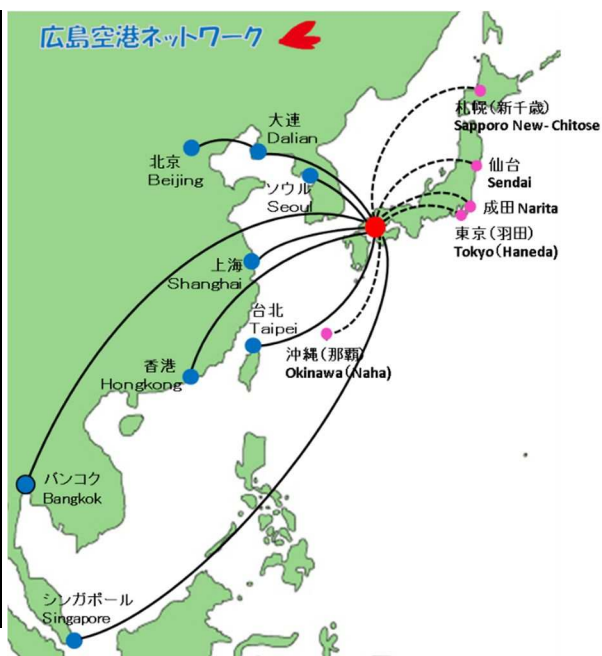 広島空港ネットワーク
札幌(新千歳)
Sapporo New-Chitose
大連
Dalian
北京
Beijing
仙台
Sendai
ソウル
Seoul
成田 Narita
東京(羽田)
Tokyo(Haneda)
上海
Shanghai
台北
Taipei
沖縄(那覇)
Okinawa(Naha)
香港
Hongkong
バンコク
Bangkok
シンガポール
Singapore